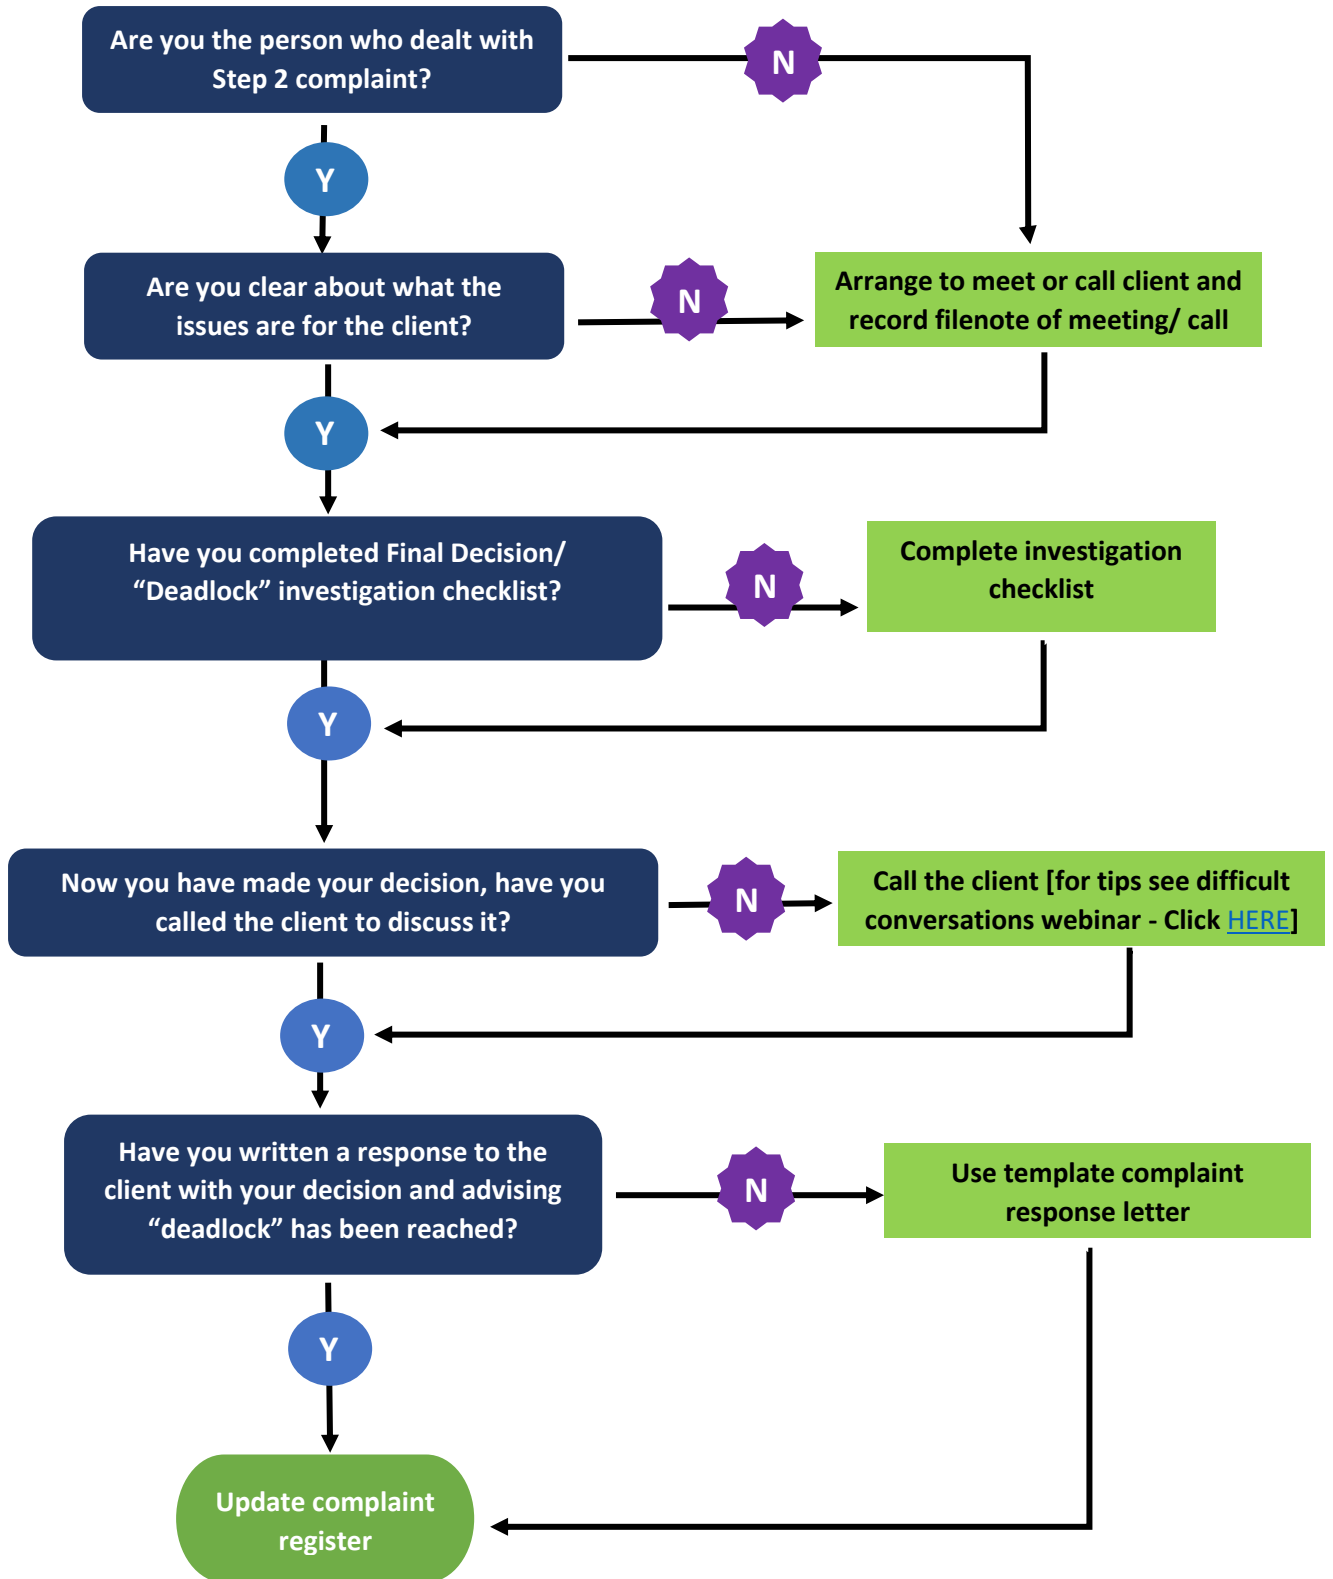 Are you the person who dealt with
Step 2 complaint?
N
Y
Are you clear about what the
issues are for the client?
N
Arrange to meet or call client and
record filenote of meeting/ call
Y
Have you completed Final Decision/
“Deadlock” investigation checklist?
N
Complete investigation
checklist
Y
Now you have made your decision, have you
called the client to discuss it?
N
Call the client [for tips see difficult
conversations webinar - Click HERE]
Y
Have you written a response to the
client with your decision and advising
“deadlock” has been reached?
N
Use template complaint
response letter
Y
Update complaint
register